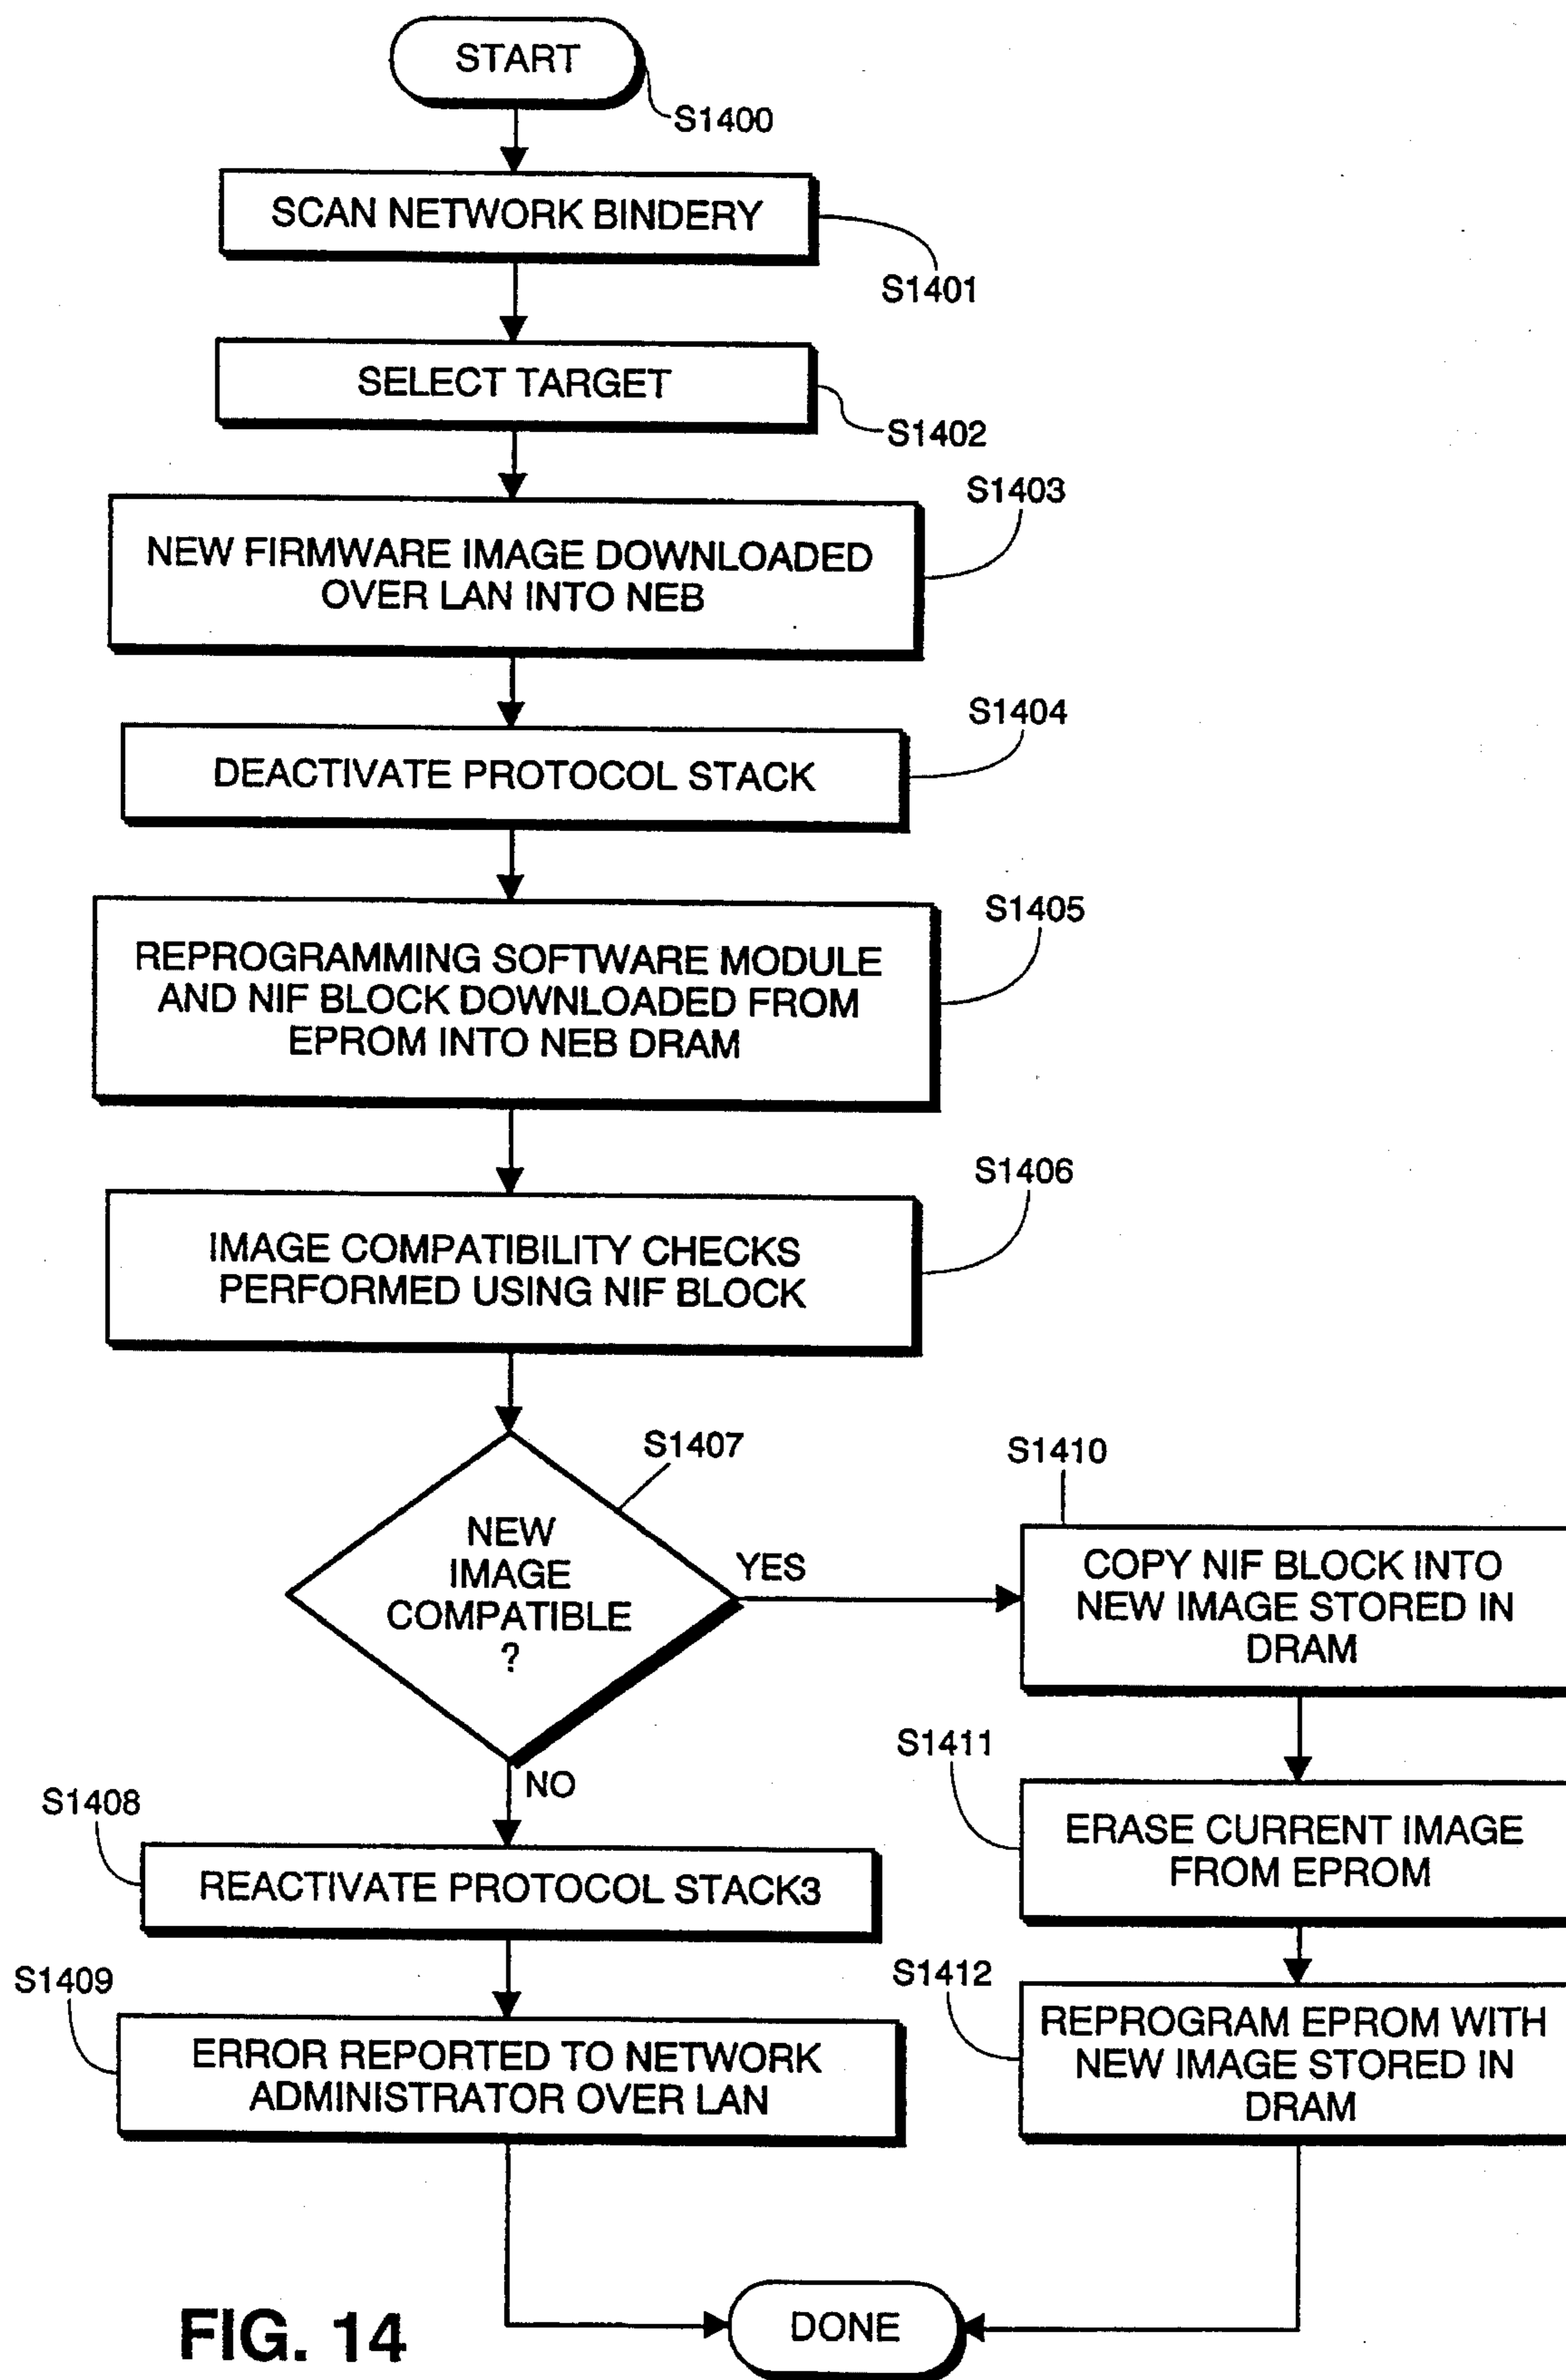 START
S1400
SCAN NETWORK BINDERY
S1401
SELECT TARGET
S1402
S1403
NEW FIRMWARE IMAGE DOWNLOADED
OVER LAN INTO NEB
S1404
DEACTIVATE PROTOCOL STACK
S1405
REPROGRAMMING SOFTWARE MODULE
AND NIF BLOCK DOWNLOADED FROM
EPROM INTO NEB DRAM
S1406
IMAGE COMPATIBILITY CHECKS
PERFORMED USING NIF BLOCK
S1407
NEW
IMAGE
COMPATIBLE
?
YES
NO
S1408
REACTIVATE PROTOCOL STACK3
S1409
ERROR REPORTED TO NETWORK
ADMINISTRATOR OVER LAN
S1410
COPY NIF BLOCK INTO
NEW IMAGE STORED IN
DRAM
S1411
ERASE CURRENT IMAGE
FROM EPROM
S1412
REPROGRAM EPROM WITH
NEW IMAGE STORED IN
DRAM
DONE
FIG. 14